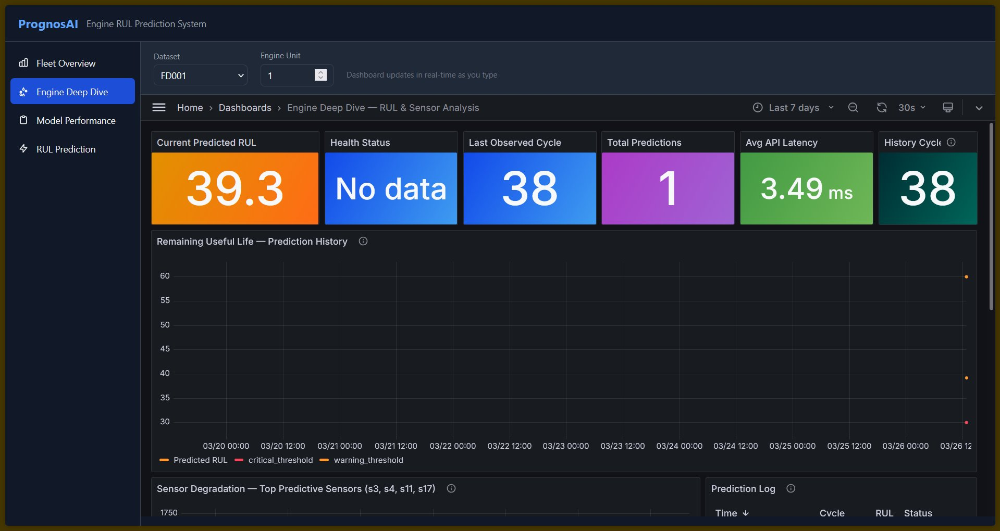 PrognosAI Engine RUL Prediction System
Fleet Overview
Engine Deep Dive
Model Performance
RUL Prediction
Dataset
FD001
Engine Unit
1
Dashboard updates in real-time as you type
Home › Dashboards › Engine Deep Dive — RUL & Sensor Analysis
Last 7 days
30s
Current Predicted RUL
39.3
Health Status
No data
Last Observed Cycle
38
Total Predictions
1
Avg API Latency
3.49 ms
History Cycle
38
Remaining Useful Life — Prediction History
60
55
50
45
40
35
30
03/20 00:00 03/20 12:00 03/21 00:00 03/21 12:00 03/22 00:00 03/22 12:00 03/23 00:00 03/23 12:00 03/24 00:00 03/24 12:00 03/25 00:00 03/25 12:00 03/26 00:00 03/26 12
Predicted RUL critical_threshold warning_threshold
Sensor Degradation — Top Predictive Sensors (s3, s4, s11, s17)
1750
Prediction Log
Time ↓ Cycle RUL Status